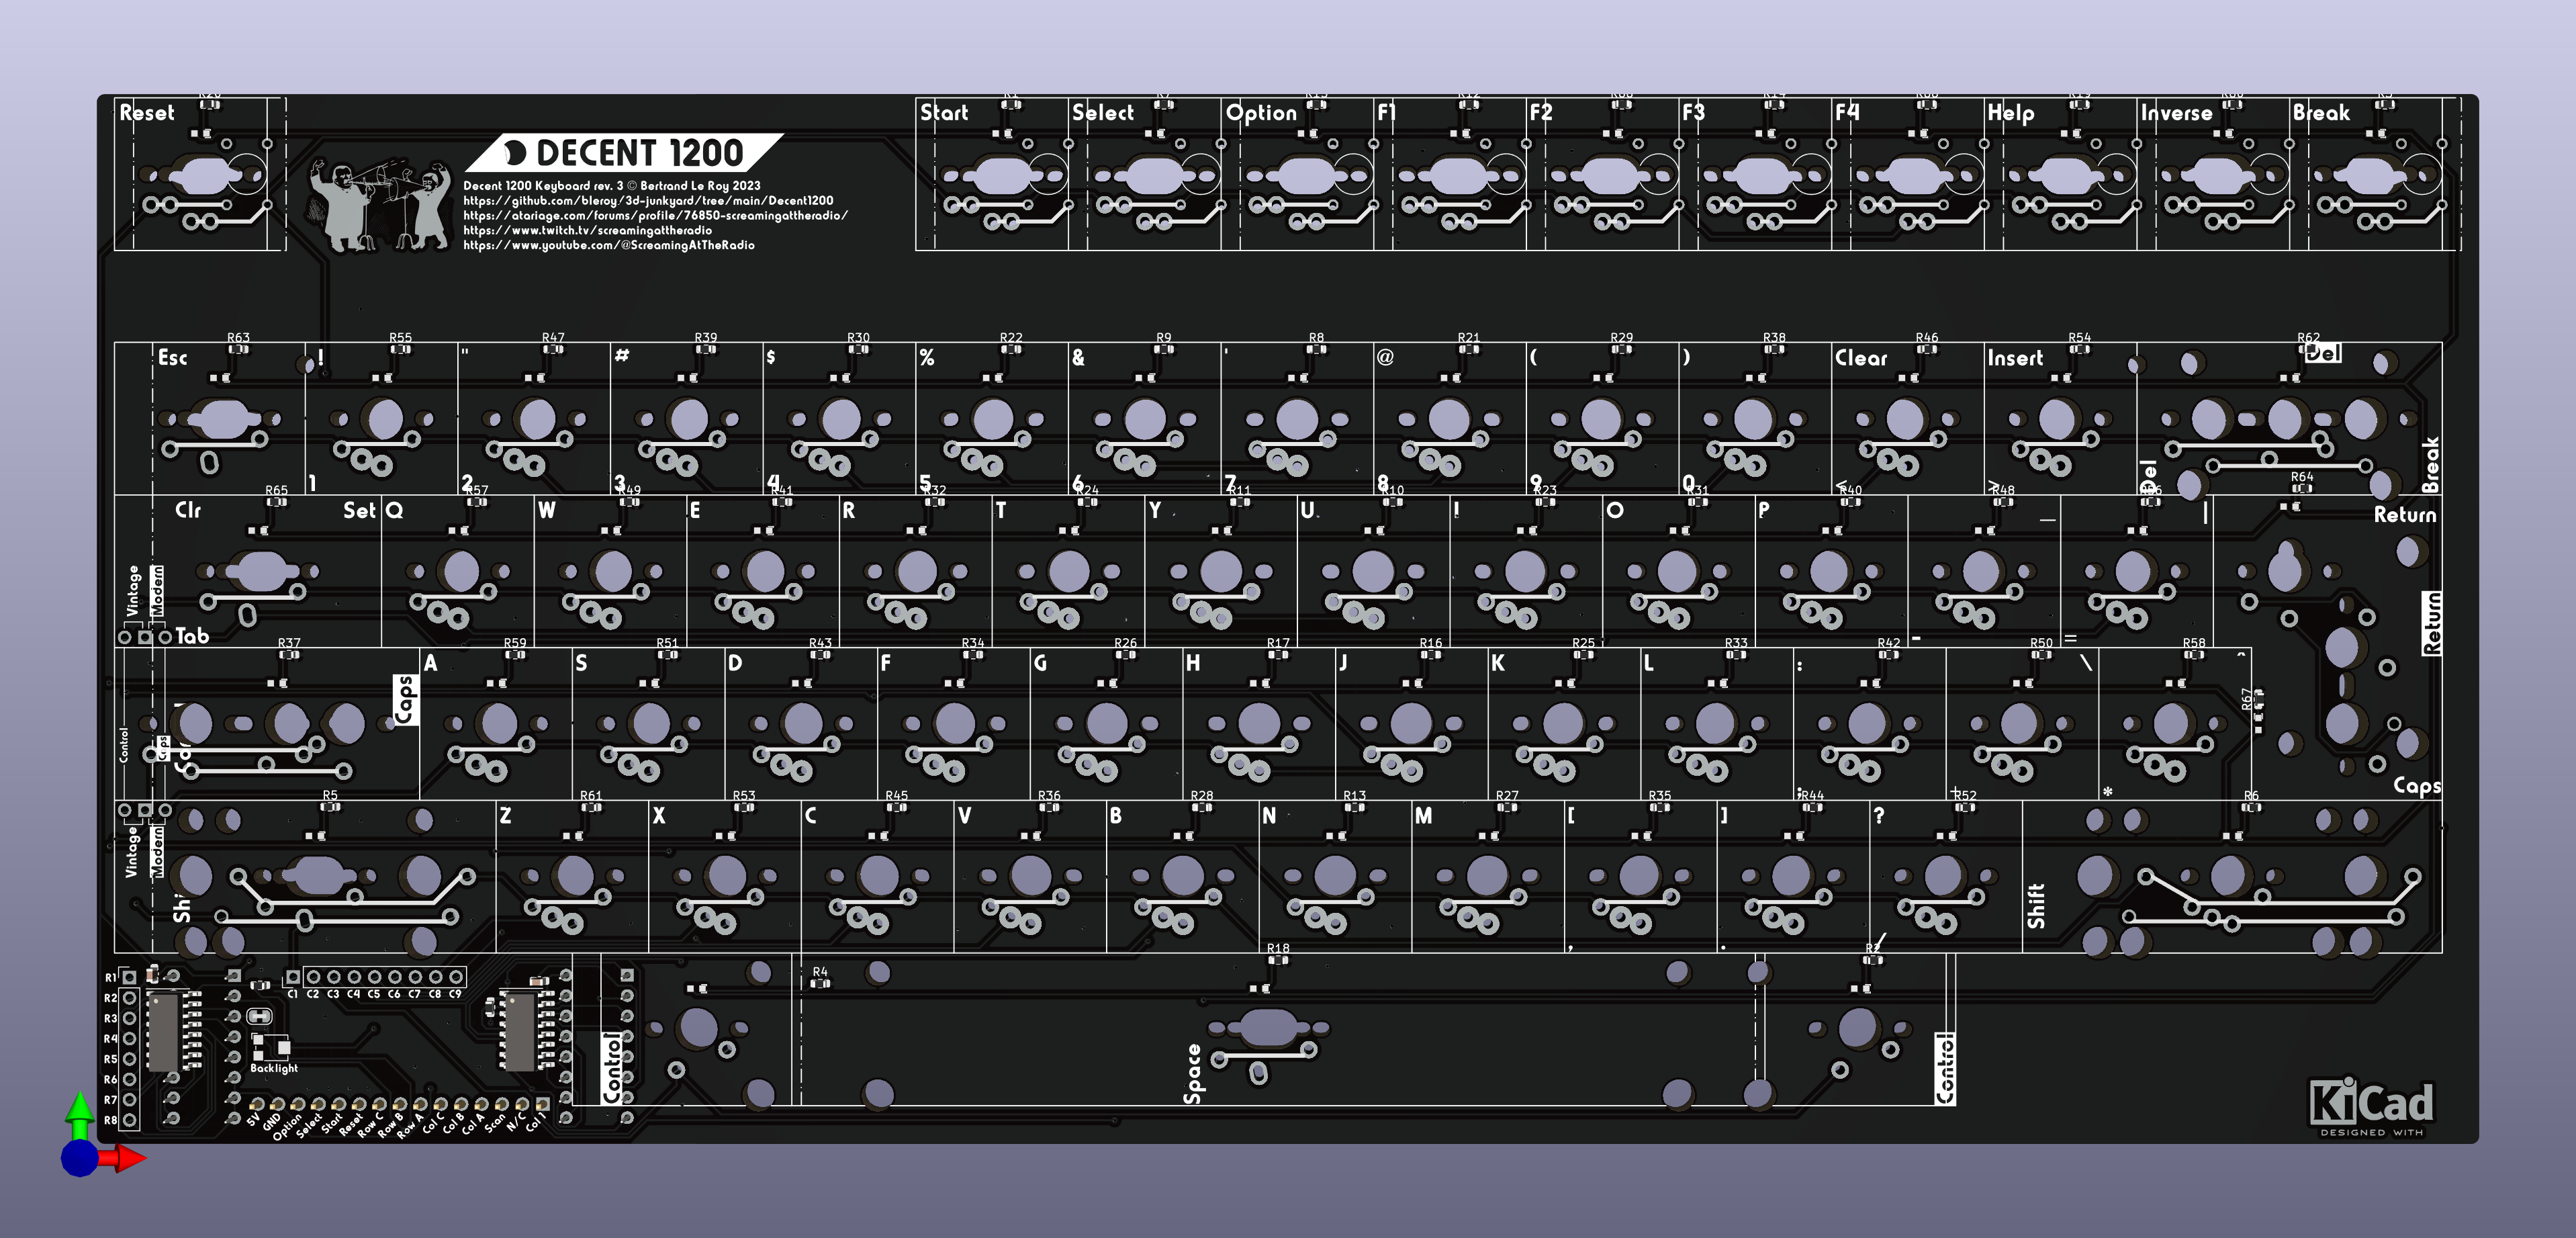 Reset
Start Select Option F1 F2 F3 F4 Help Inverse Break
DECENT 1200
Decent 1200 Keyboard rev. 3 © Bertrand Le Roy 2023
https://github.com/bleroy/3d-junkyard/tree/main/Decent1200
https://atariage.com/forums/profile/76850-screamingattheradio/
https://www.twitch.tv/screamingattheradio
https://www.youtube.com/@ScreamingAtTheRadio
R63 R55 R47 R39 R30 R22 R9 R8 R21 R29 R38 R46 R54 R62
Esc ! " # $ % & ' @ ( ) Clear Insert Del
Break
Del
1 2 3 4 5 6 7 8 9 0 < >
R65 R57 R49 R41 R32 R24 R11 R10 R23 R31 R40 R48 R56 R64
Clr Set Q W E R T Y U I O P _ | Return
Vintage Modern
Return
Tab - =
R37 R59 R51 R43 R34 R26 R17 R16 R25 R33 R42 R50 R58
A S D F G H J K L : \ ^
Caps
R67
Control Caps
; + * Caps
R5 R61 R53 R45 R36 R28 R13 R27 R35 R44 R52 R6
Z X C V B N M [ ] ?
Vintage Modern
Shift
, . /
R18 R4
R1
R2
R3
R4
R5
R6
R7
R8
C1 C2 C3 C4 C5 C6 C7 C8 C9
Backlight
Control
Space
Control
5V GND Option Select Start Reset Row C Row B Row A Col C Col B Col A Scan N/C Col 1
KiCad
DESIGNED WITH